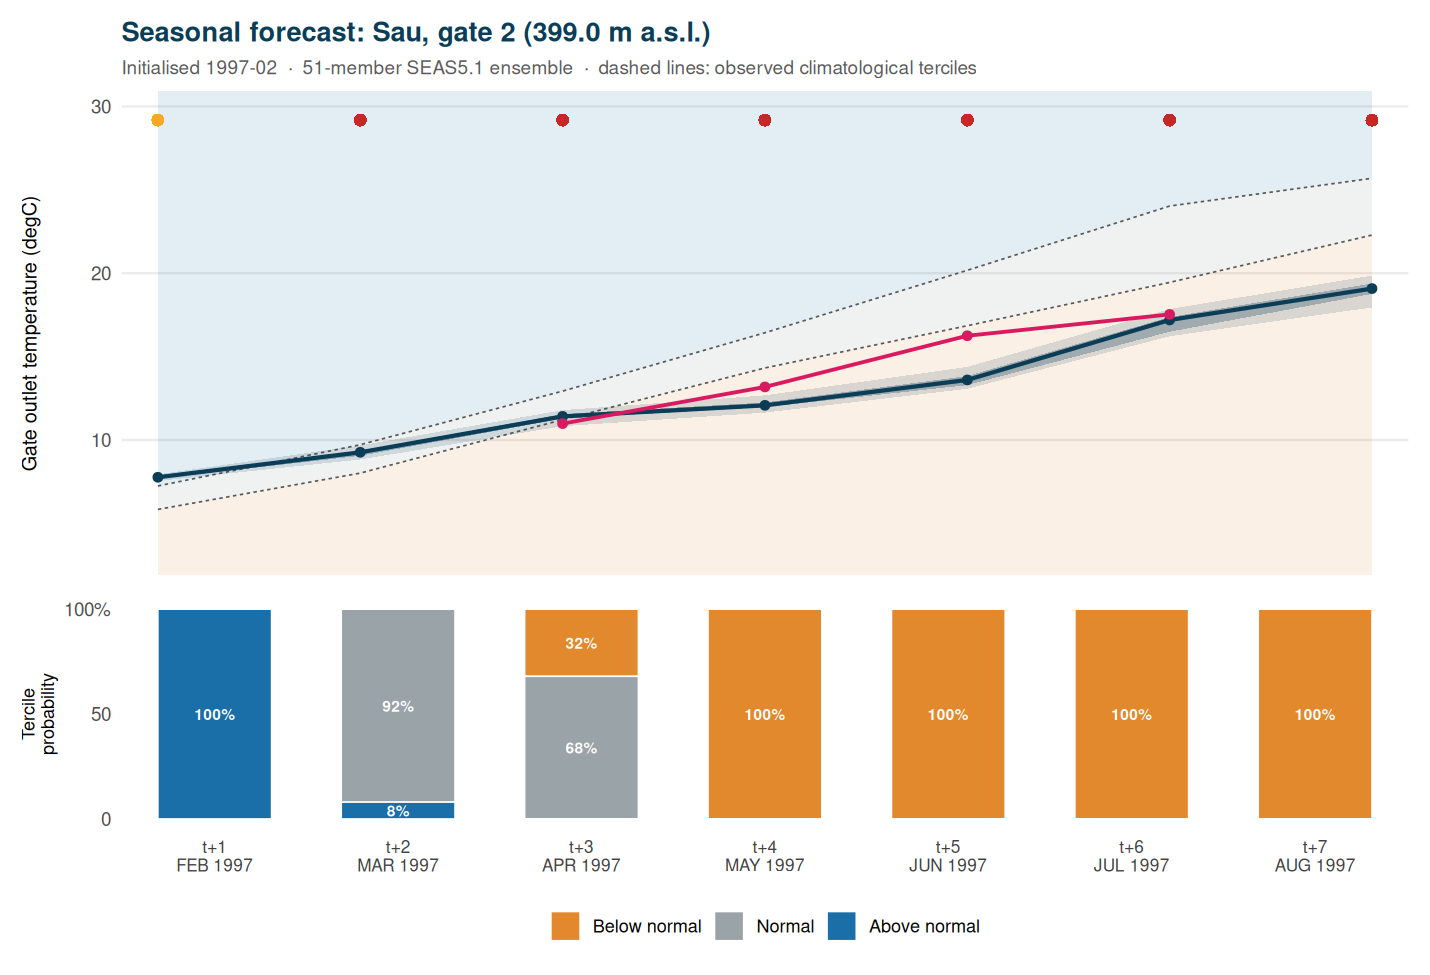 Seasonal forecast: Sau, gate 2 (399.0 m a.s.l.)
Initialised 1997-02 · 51-member SEAS5.1 ensemble · dashed lines: observed climatological terciles
Gate outlet temperature (degC)
30
20
10
Tercile
probability
100%
50
0
100%
92%
8%
32%
68%
100%
100%
100%
100%
t+1
FEB 1997
t+2
MAR 1997
t+3
APR 1997
t+4
MAY 1997
t+5
JUN 1997
t+6
JUL 1997
t+7
AUG 1997
Below normal
Normal
Above normal